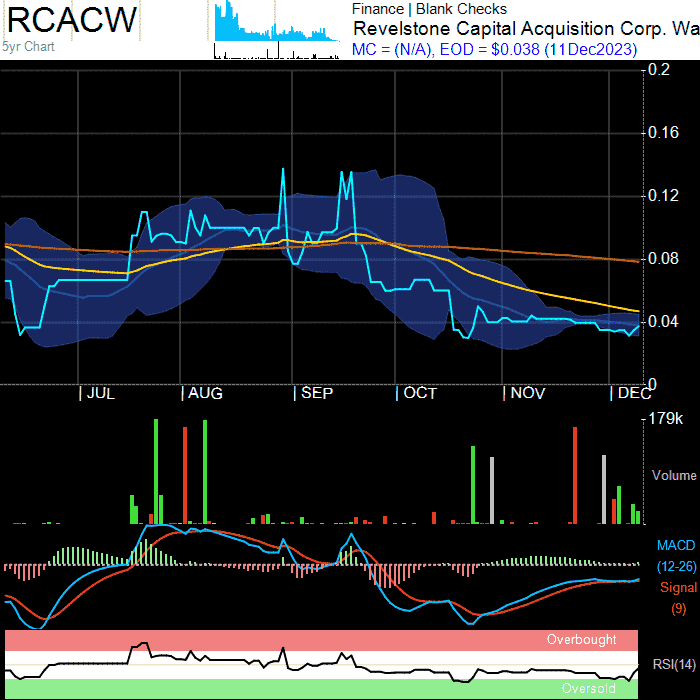 RCACW
5yr Chart
Finance | Blank Checks
Revelstone Capital Acquisition Corp. Wa
MC = (N/A), EOD = $0.038 (11Dec2023)
0.2
0.16
0.12
0.08
0.04
0
JUL AUG SEP OCT NOV DEC
179k
Volume
MACD
(12-26)
Signal
(9)
Overbought
RSI(14)
Oversold